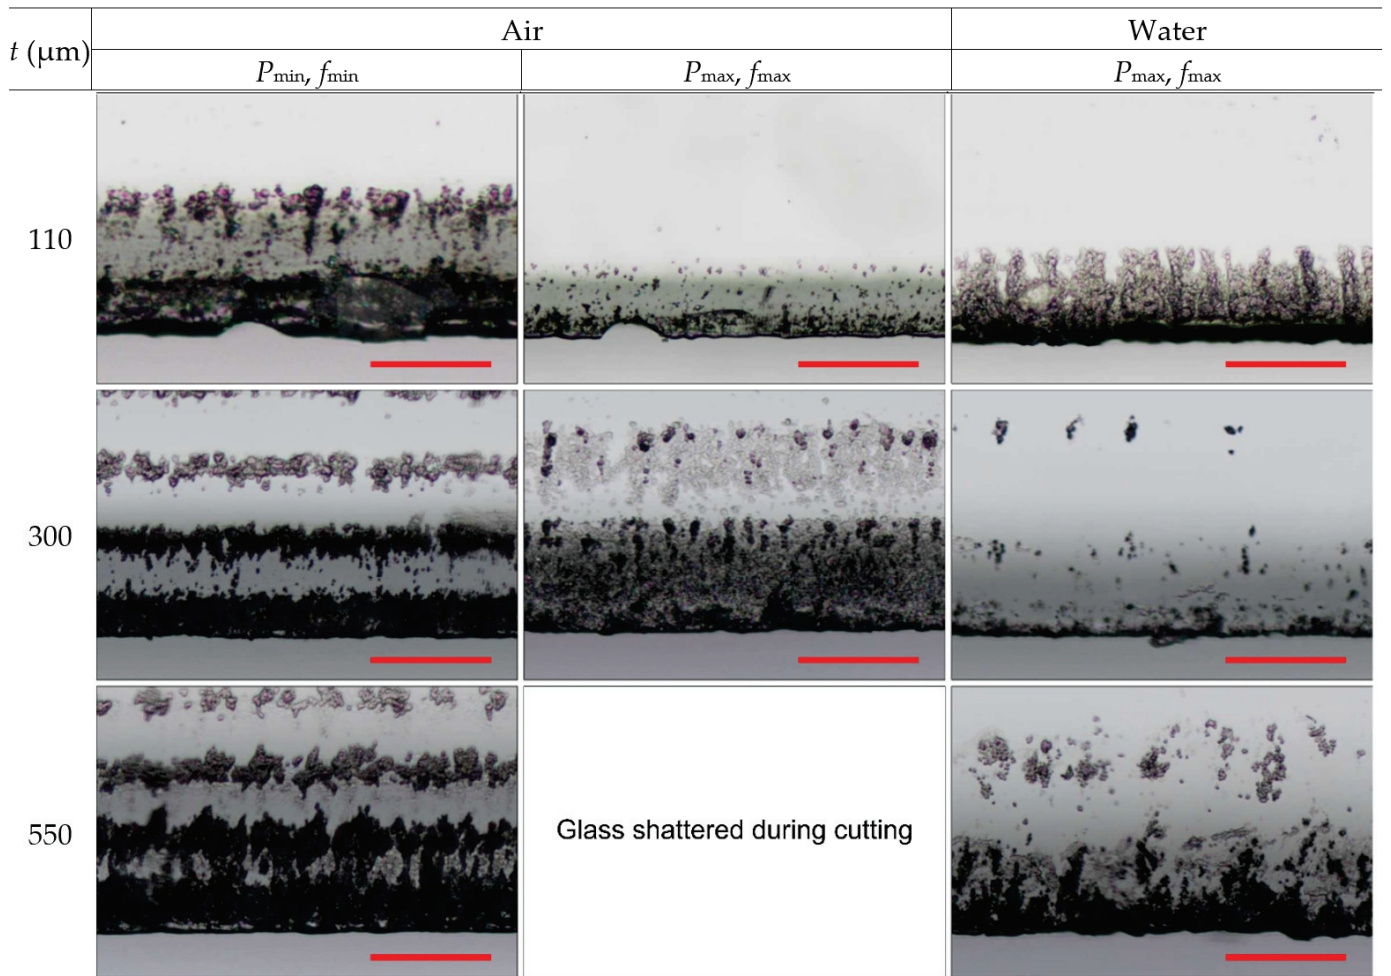 t (μm)
Air
Water
Pmin, fmin
Pmax, fmax
Pmax, fmax
110
300
550
Glass shattered during cutting